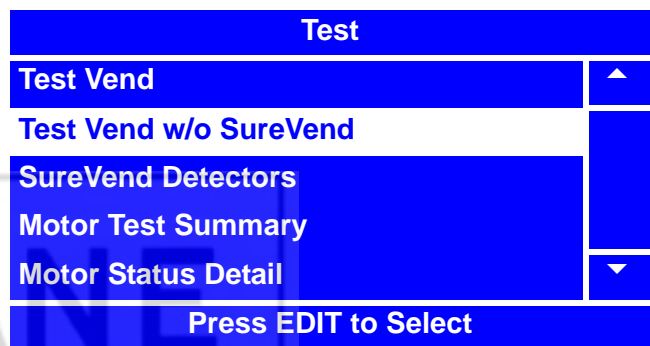 Test
Test Vend
Test Vend w/o SureVend
SureVend Detectors
Motor Test Summary
Motor Status Detail
Press EDIT to Select